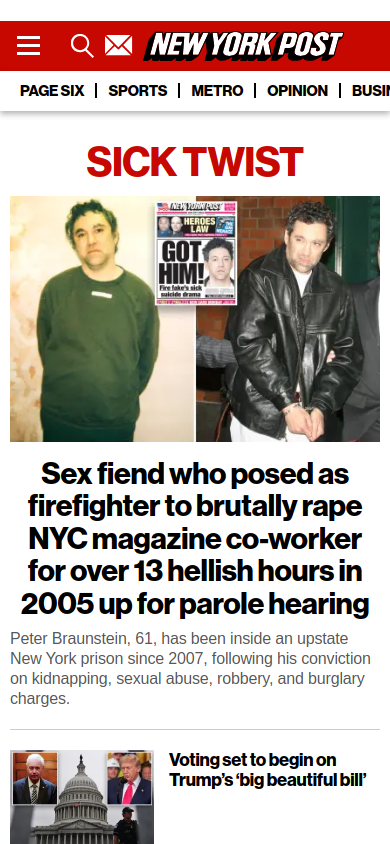 NEW YORK POST
PAGE SIX
SPORTS
METRO
OPINION
BUSI
SICK TWIST
NEW YORK POST
HEROES
LAW
GOT
HIM!
Fire fake's sick
suicide drama
Sex fiend who posed as
firefighter to brutally rape
NYC magazine co-worker
for over 13 hellish hours in
2005 up for parole hearing
Peter Braunstein, 61, has been inside an upstate
New York prison since 2007, following his conviction
on kidnapping, sexual abuse, robbery, and burglary
charges.
Voting set to begin on
Trump's ‘big beautiful bill’